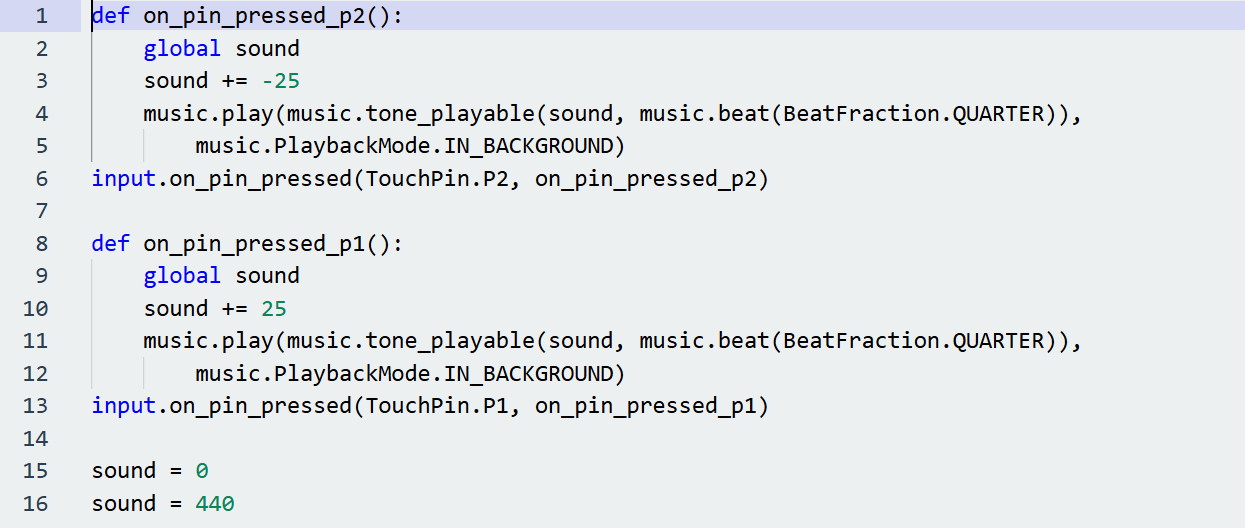 1 def on_pin_pressed_p2():
2     global sound
3     sound += -25
4     music.play(music.tone_playable(sound, music.beat(BeatFraction.QUARTER)),
5         music.PlaybackMode.IN_BACKGROUND)
6 input.on_pin_pressed(TouchPin.P2, on_pin_pressed_p2)
7
8 def on_pin_pressed_p1():
9     global sound
10     sound += 25
11     music.play(music.tone_playable(sound, music.beat(BeatFraction.QUARTER)),
12         music.PlaybackMode.IN_BACKGROUND)
13 input.on_pin_pressed(TouchPin.P1, on_pin_pressed_p1)
14
15 sound = 0
16 sound = 440